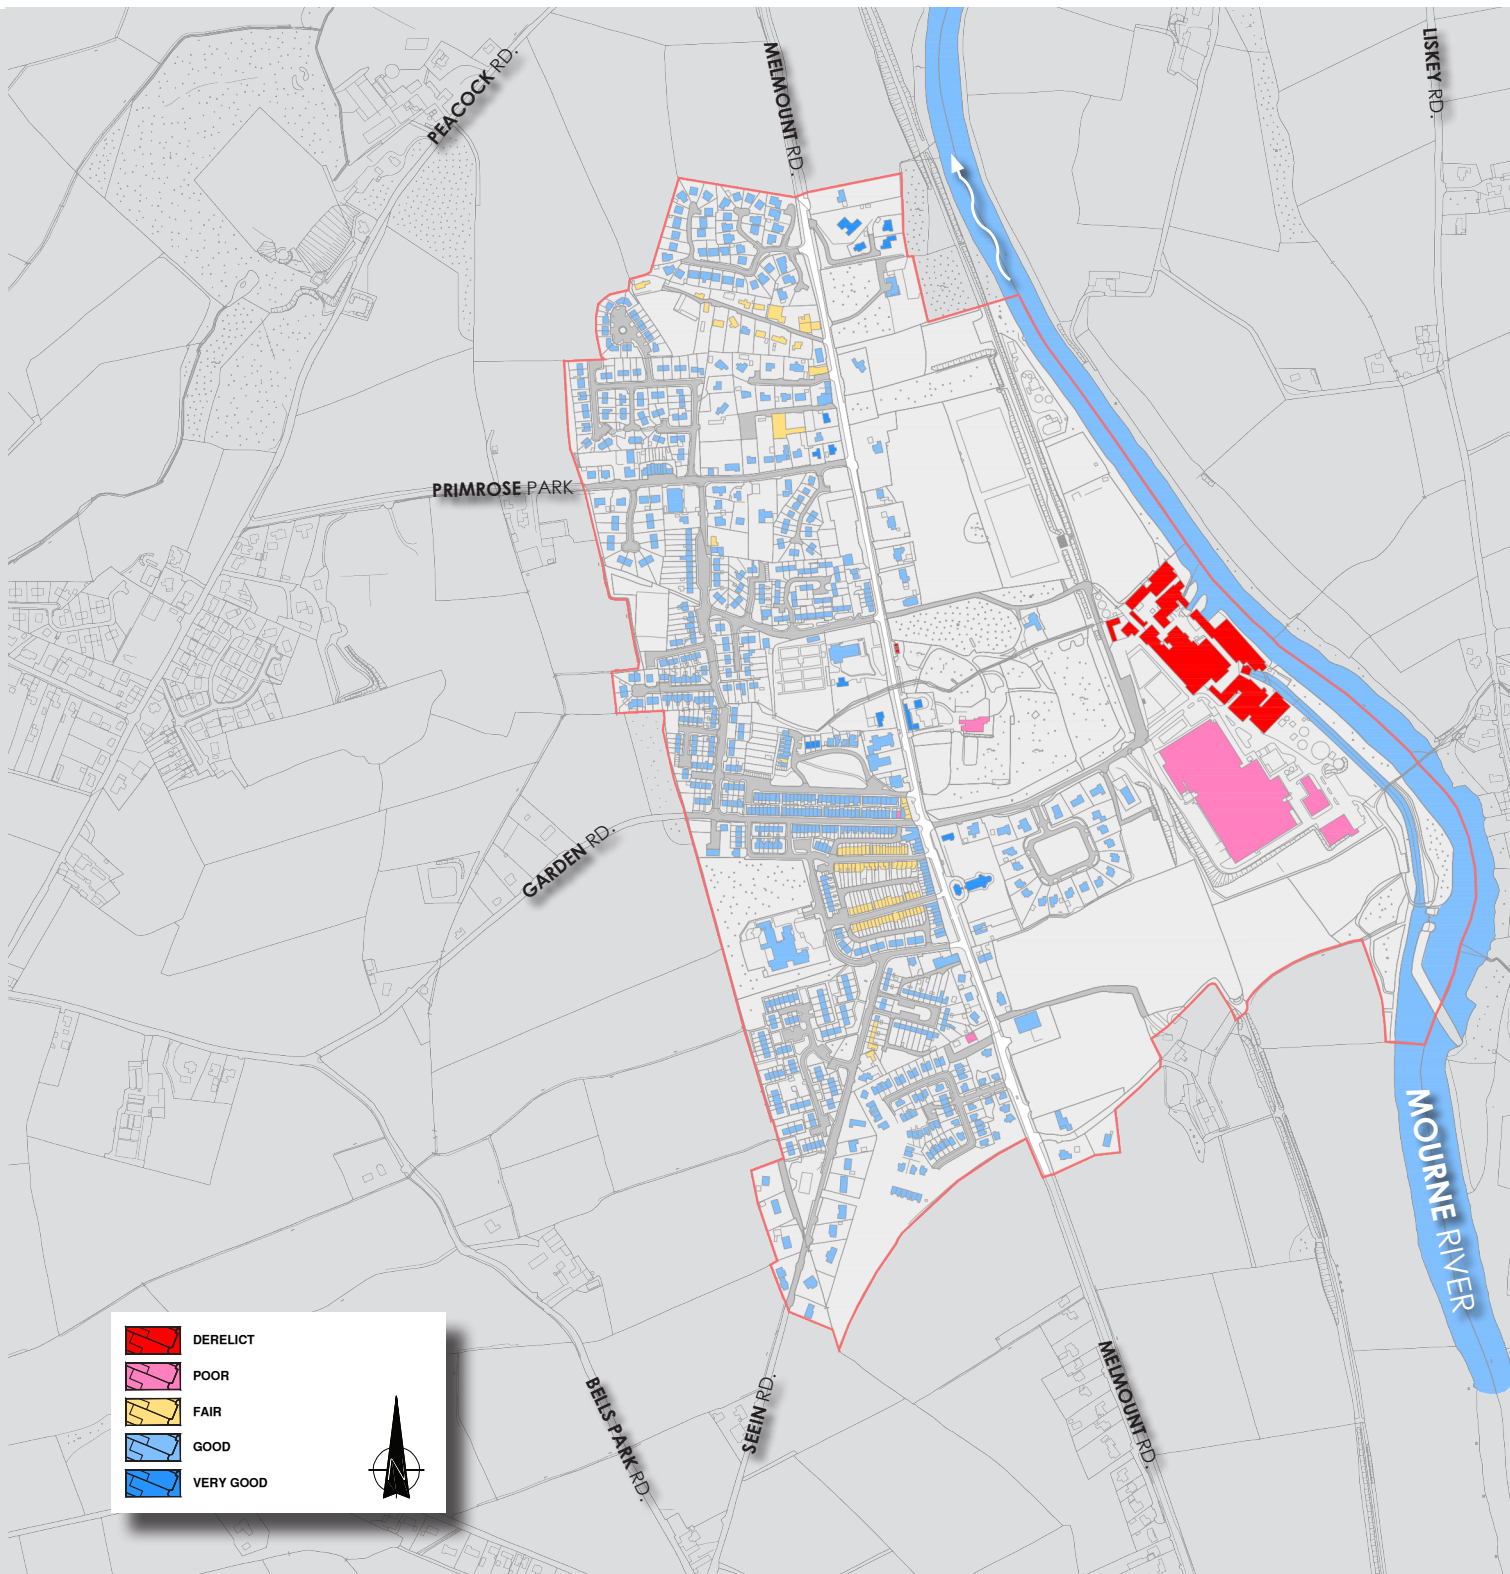 PEACOCK RD.
MELMOUNT RD.
LISKEY RD.
PRIMROSE PARK
GARDEN RD.
MOURNE RIVER
DERELICT
POOR
FAIR
GOOD
VERY GOOD
N
BELLS PARK RD.
SEEIN RD.
MELMOUNT RD.